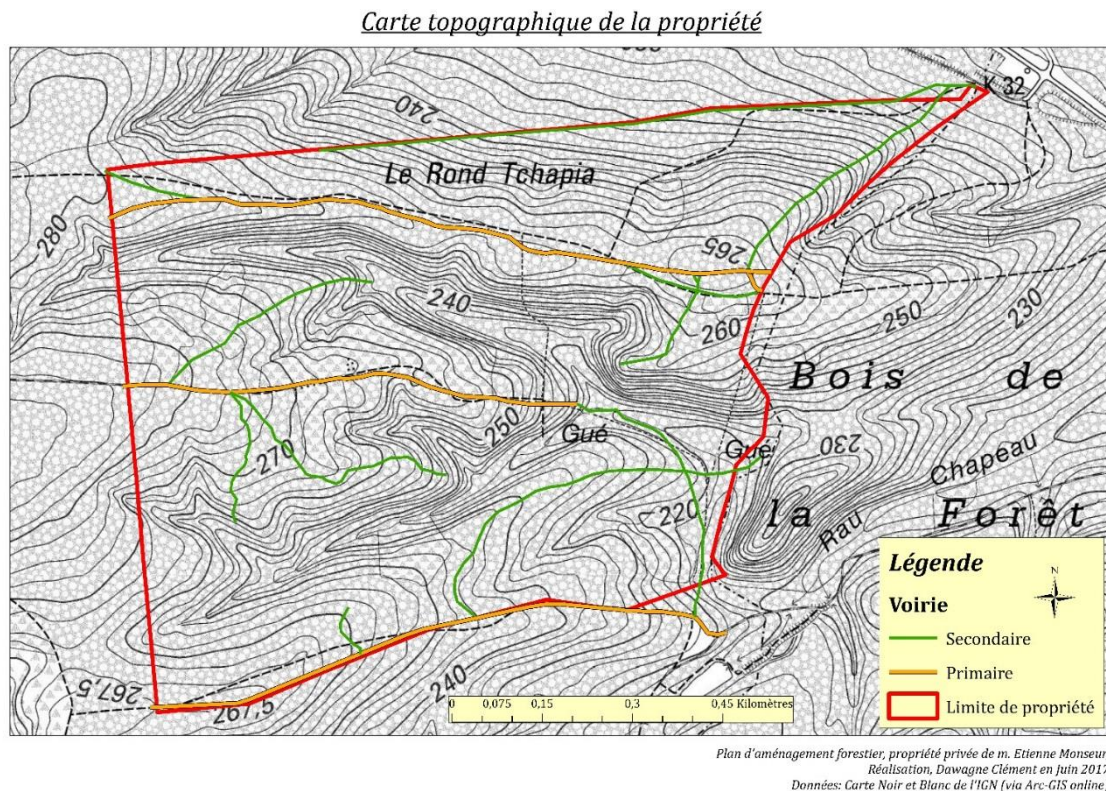 Carte topographique de la propriété
K 32
240
Le Rond Tchapia
280
265
240
260
250
230
Bois de
250
Gué
Gué
230
270
Chapeau
220
la Forêt
Rau
267,5
240
267,5
Légende
Voirie
N
Secondaire
Primaire
Limite de propriété
0 0,075 0,15 0,3 0,45 Kilomètres
Plan d'aménagement forestier, propriété privée de m. Etienne Monseur
Réalisation, Dawagne Clément en juin 2017
Données: Carte Noir et Blanc de l'IGN (via Arc-GIS online)